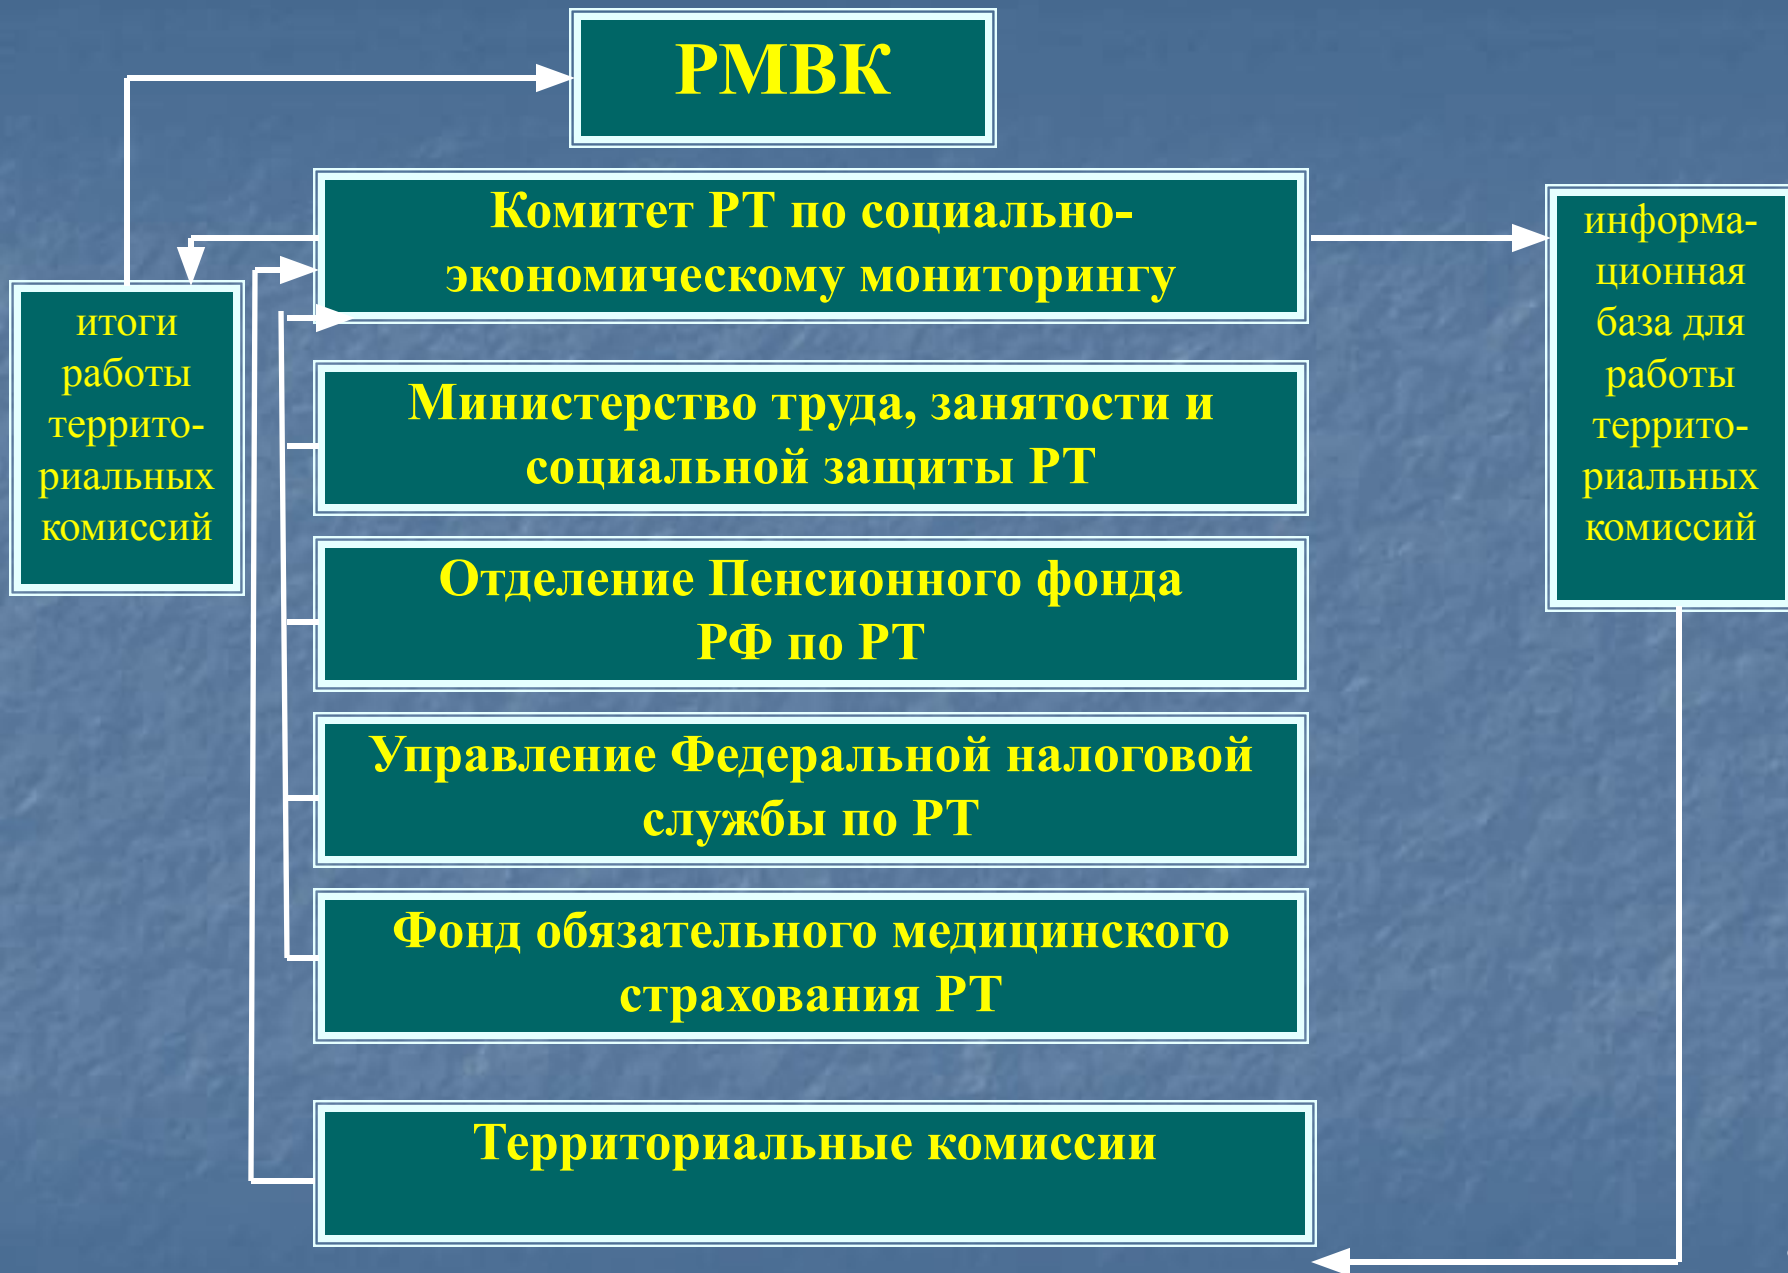 РМВК
Комитет РТ по социально-
экономическому мониторингу
итоги
работы
террито-
риальных
комиссий
информа-
ционная
база для
работы
террито-
риальных
комиссий
Министерство труда, занятости и
социальной защиты РТ
Отделение Пенсионного фонда
РФ по РТ
Управление Федеральной налоговой
службы по РТ
Фонд обязательного медицинского
страхования РТ
Территориальные комиссии